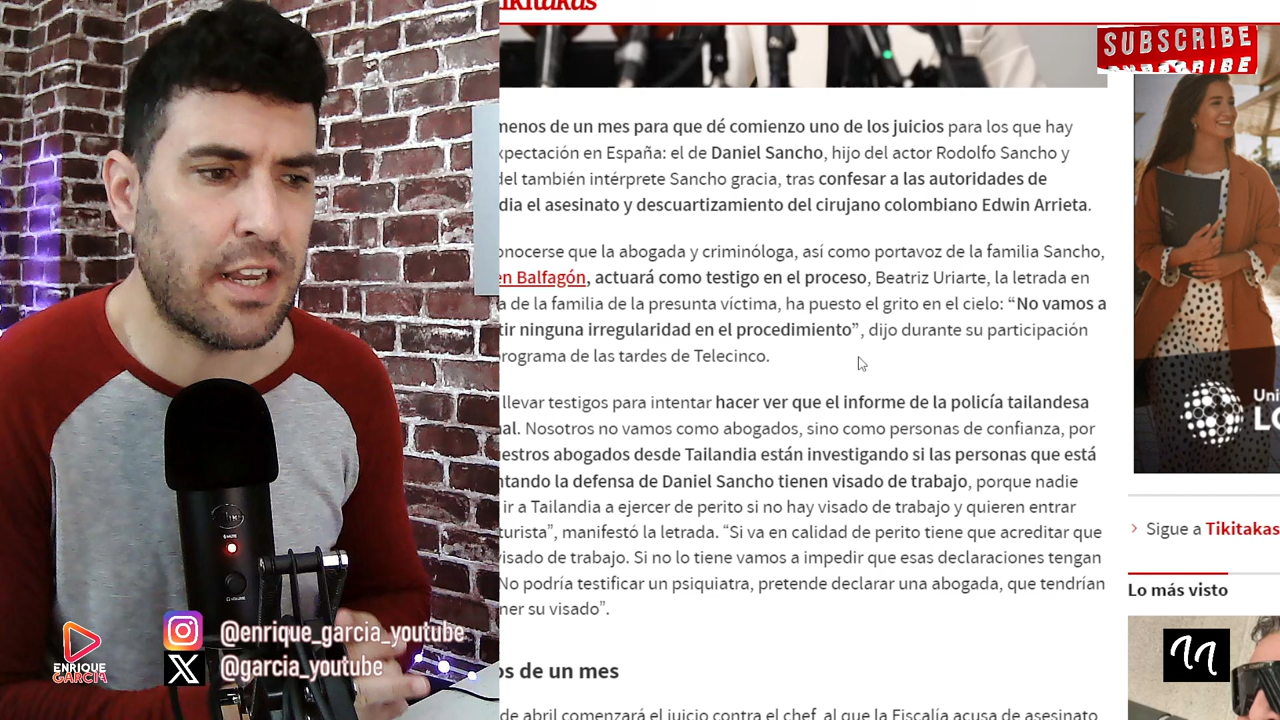 Tikitakas
SUBSCRIBE
menos de un mes para que dé comienzo uno de los juicios para los que hay
xpectación en España: el de Daniel Sancho, hijo del actor Rodolfo Sancho y
del también intérprete Sancho gracia, tras confesar a las autoridades de
dia el asesinato y descuartizamiento del cirujano colombiano Edwin Arrieta.
onocerse que la abogada y criminóloga, así como portavoz de la familia Sancho,
en Balfagón, actuará como testigo en el proceso, Beatriz Uriarte, la letrada en
a de la familia de la presunta víctima, ha puesto el grito en el cielo: “No vamos a
tir ninguna irregularidad en el procedimiento”, dijo durante su participación
rograma de las tardes de Telecinco.
llevar testigos para intentar hacer ver que el informe de la policía tailandesa
al. Nosotros no vamos como abogados, sino como personas de confianza, por
estros abogados desde Tailandia están investigando si las personas que está
ntando la defensa de Daniel Sancho tienen visado de trabajo, porque nadie
ir a Tailandia a ejercer de perito si no hay visado de trabajo y quieren entrar
turista”, manifestó la letrada. “Si va en calidad de perito tiene que acreditar que
visado de trabajo. Si no lo tiene vamos a impedir que esas declaraciones tengan
No podría testificar un psiquiatra, pretende declarar una abogada, que tendrían
ner su visado”.
os de un mes
de abril comenzará el juicio contra el chef, al que la Fiscalía acusa de asesinato
Uni
LO
Sigue a Tikitakas
Lo más visto
ENRIQUE
GARCIA
@enrique_garcia_youtube
@garcia_youtube